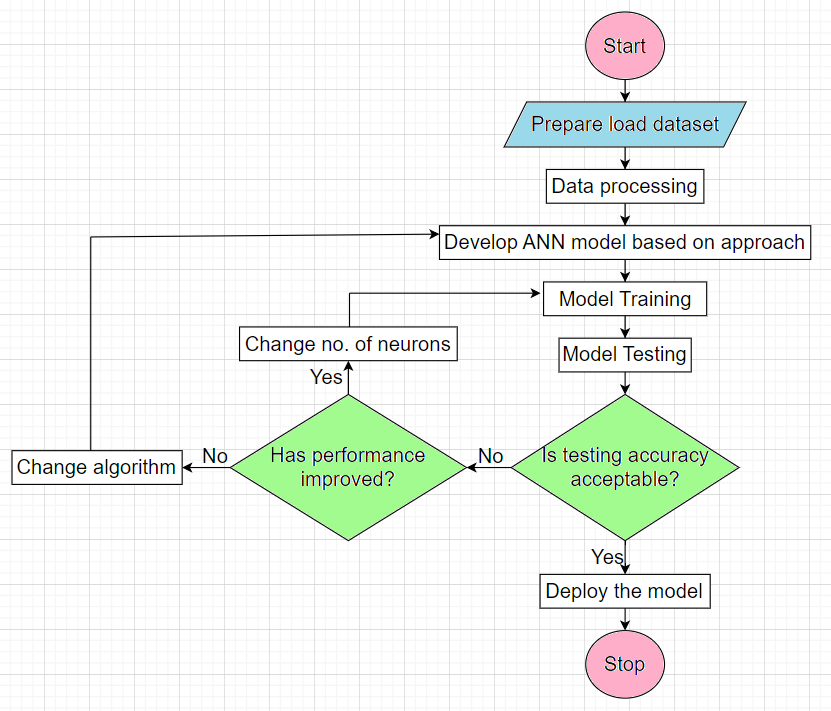 Start
Prepare load dataset
Data processing
Develop ANN model based on approach
Model Training
Change no. of neurons
Model Testing
Yes
Has performance
improved?
No
Is testing accuracy
acceptable?
No
Change algorithm
Yes
Deploy the model
Stop